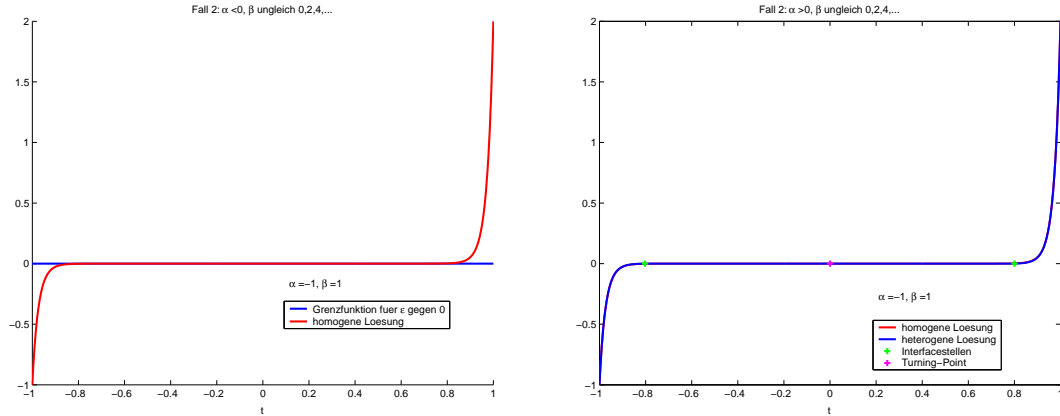 Fall 2: α <0, β ungleich 0,2,4,...
2
1.5
1
0.5
0
−0.5
−1
−1 −0.8 −0.6 −0.4 −0.2 0 0.2 0.4 0.6 0.8 1
t
α =−1, β =1
Grenzfunktion fuer ε gegen 0
homogene Loesung
Fall 2: α >0, β ungleich 0,2,4,...
2
1.5
1
0.5
0
−0.5
−1
−1 −0.8 −0.6 −0.4 −0.2 0 0.2 0.4 0.6 0.8 1
t
α =−1, β =1
homogene Loesung
heterogene Loesung
Interfacestellen
Turning−Point